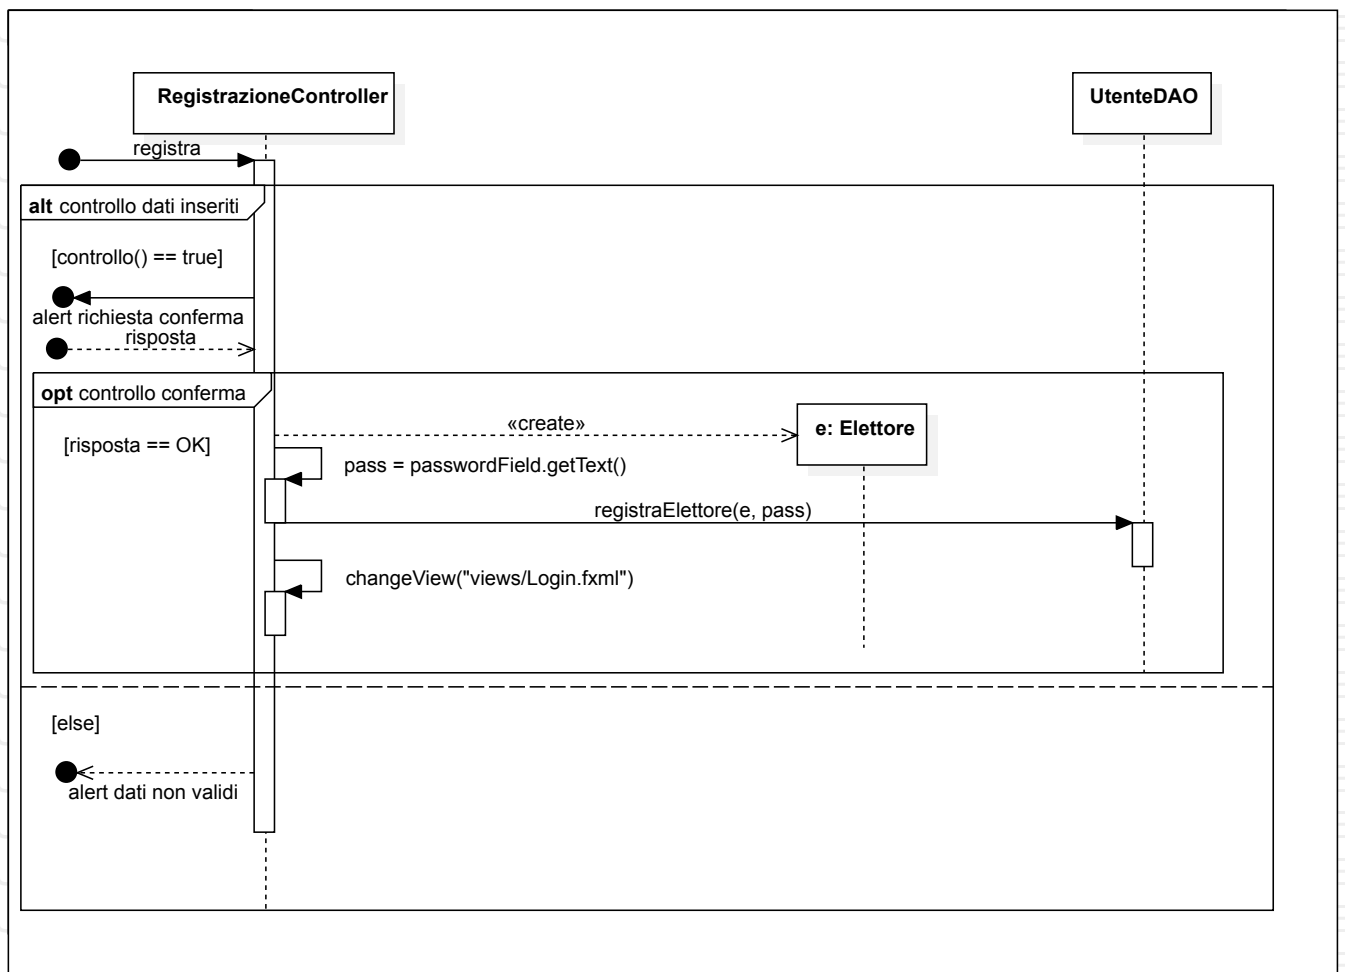 RegistrazioneController
UtenteDAO
registra
alt controllo dati inseriti
[controllo() == true]
alert richiesta conferma
risposta
opt controllo conferma
«create»
e: Elettore
[risposta == OK]
pass = passwordField.getText()
registraElettore(e, pass)
changeView("views/Login.fxml")
[else]
alert dati non validi